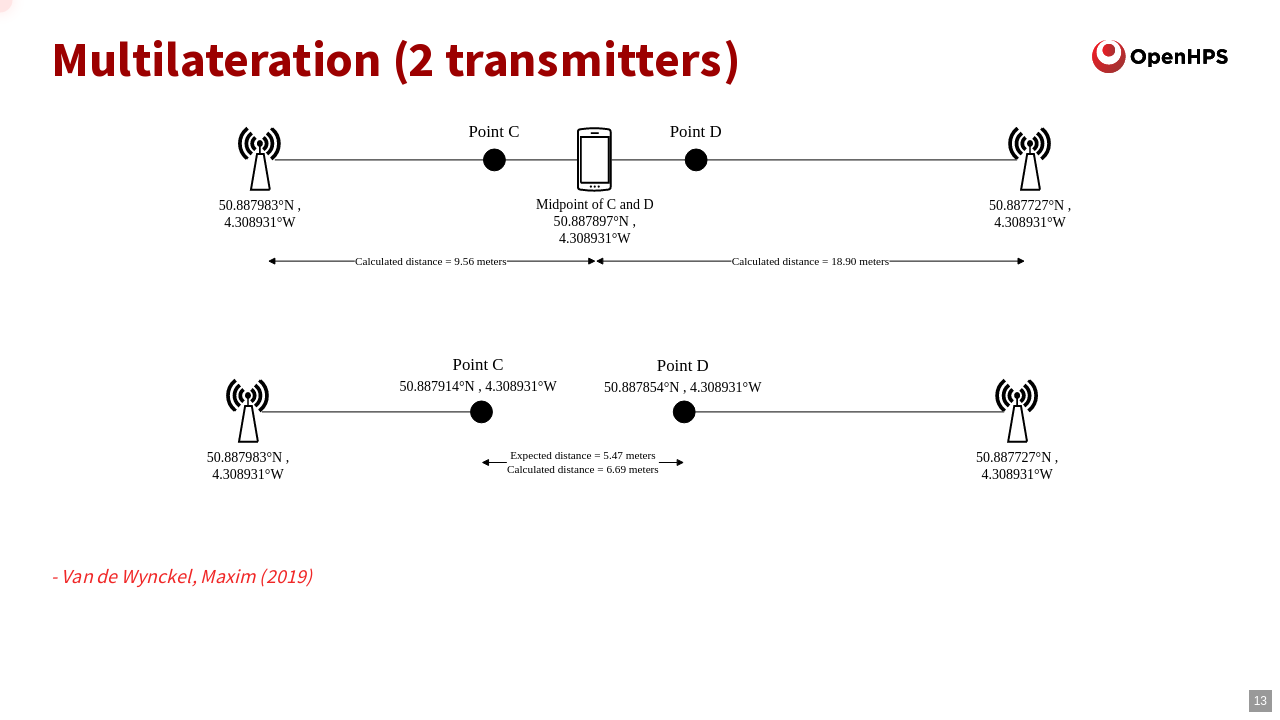 Multilateration (2 transmitters)
OpenHPS
Point C
Point D
50.887983°N ,
4.308931°W
Midpoint of C and D
50.887897°N ,
4.308931°W
50.887727°N ,
4.308931°W
Calculated distance = 9.56 meters
Calculated distance = 18.90 meters
Point C
50.887914°N , 4.308931°W
Point D
50.887854°N , 4.308931°W
50.887983°N ,
4.308931°W
Expected distance = 5.47 meters
Calculated distance = 6.69 meters
50.887727°N ,
4.308931°W
- Van de Wynckel, Maxim (2019)
13